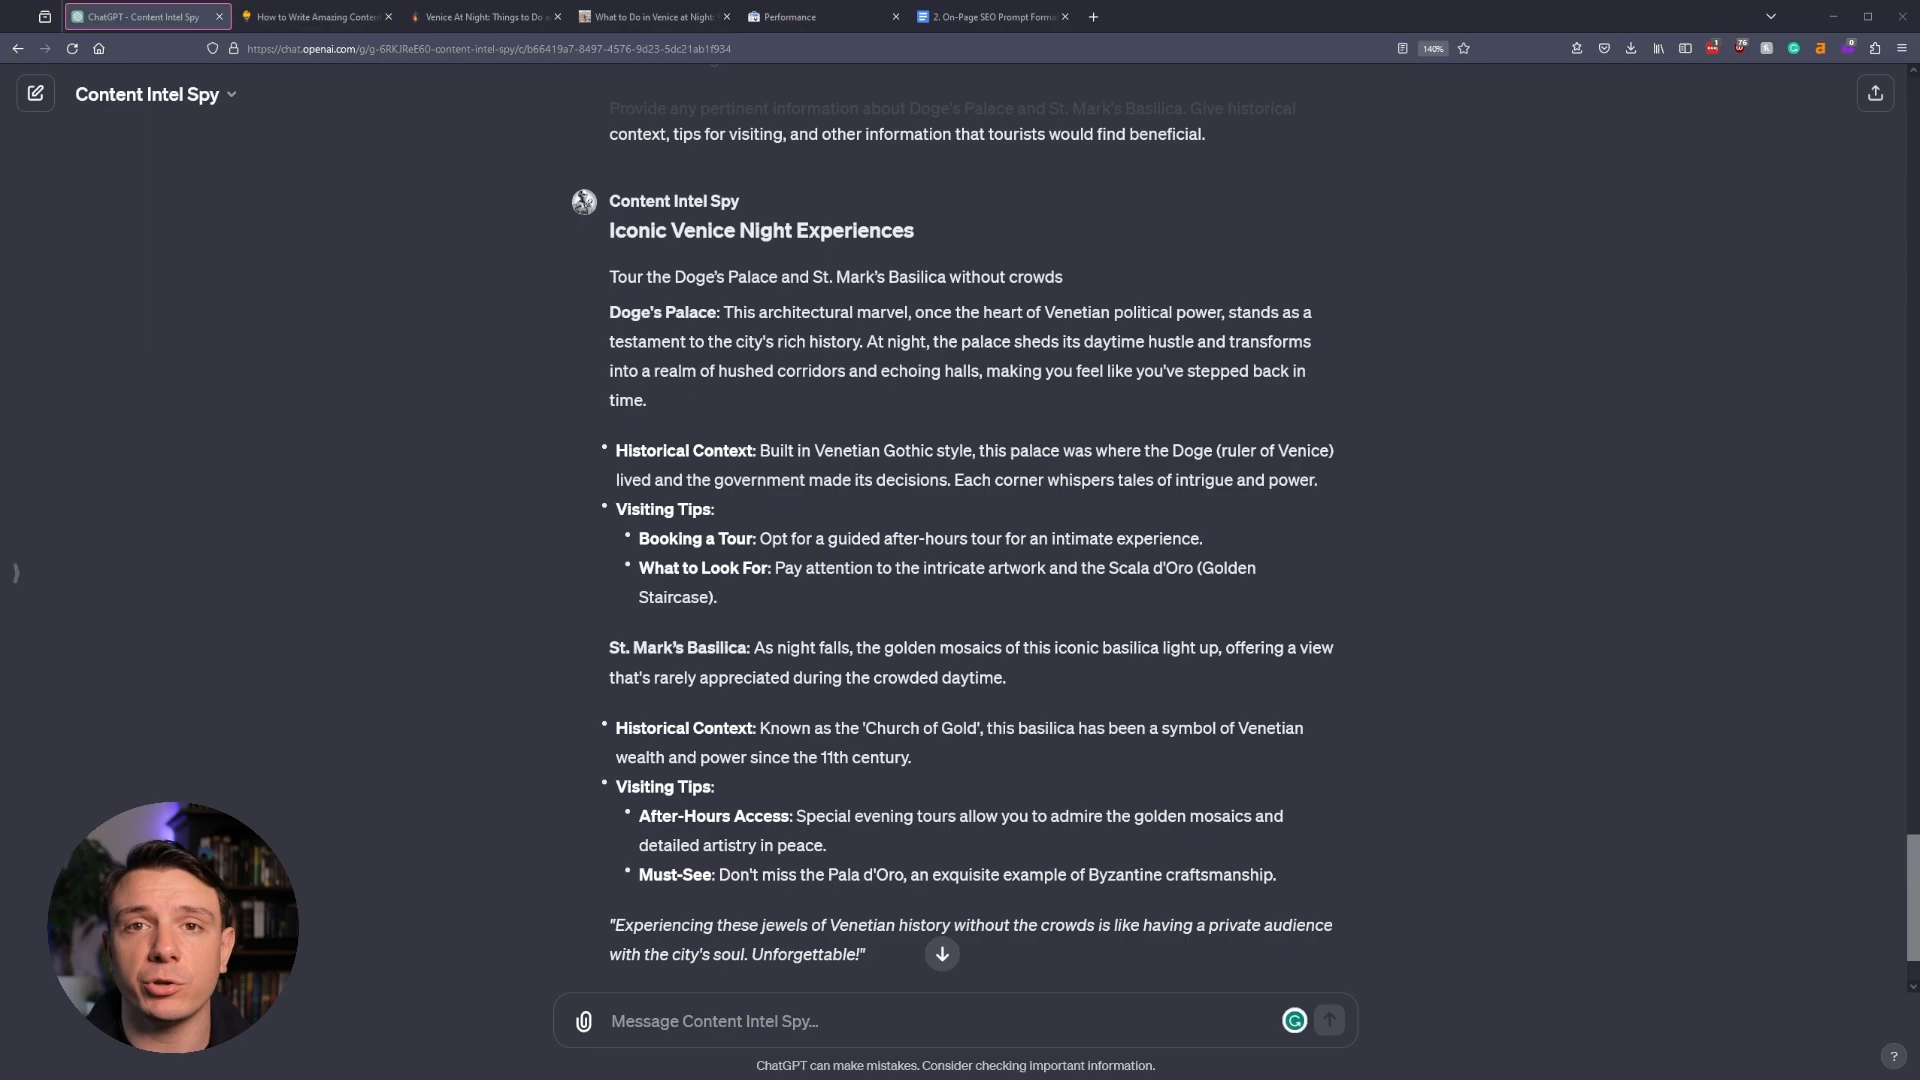 ChatGPT - Content Intel Spy
How to Write Amazing Conten
Venice At Night: Things to Do
What to Do in Venice at Night:
Performance
2. On-Page SEO Prompt Forma
https://chat.openai.com/g/g-6RKJReE60-content-intel-spy/c/b66419a7-8497-4576-9d23-5dc21ab1f934
140%
1
76
0
Content Intel Spy
Provide any pertinent information about Doge's Palace and St. Mark's Basilica. Give historical
context, tips for visiting, and other information that tourists would find beneficial.
Content Intel Spy
Iconic Venice Night Experiences
Tour the Doge's Palace and St. Mark's Basilica without crowds
Doge's Palace: This architectural marvel, once the heart of Venetian political power, stands as a
testament to the city's rich history. At night, the palace sheds its daytime hustle and transforms
into a realm of hushed corridors and echoing halls, making you feel like you've stepped back in
time.
• Historical Context: Built in Venetian Gothic style, this palace was where the Doge (ruler of Venice)
lived and the government made its decisions. Each corner whispers tales of intrigue and power.
• Visiting Tips:
• Booking a Tour: Opt for a guided after-hours tour for an intimate experience.
• What to Look For: Pay attention to the intricate artwork and the Scala d'Oro (Golden
Staircase).
St. Mark's Basilica: As night falls, the golden mosaics of this iconic basilica light up, offering a view
that's rarely appreciated during the crowded daytime.
• Historical Context: Known as the 'Church of Gold', this basilica has been a symbol of Venetian
wealth and power since the 11th century.
• Visiting Tips:
• After-Hours Access: Special evening tours allow you to admire the golden mosaics and
detailed artistry in peace.
• Must-See: Don't miss the Pala d'Oro, an exquisite example of Byzantine craftsmanship.
"Experiencing these jewels of Venetian history without the crowds is like having a private audience
with the city's soul. Unforgettable!"
Message Content Intel Spy...
ChatGPT can make mistakes. Consider checking important information.
?